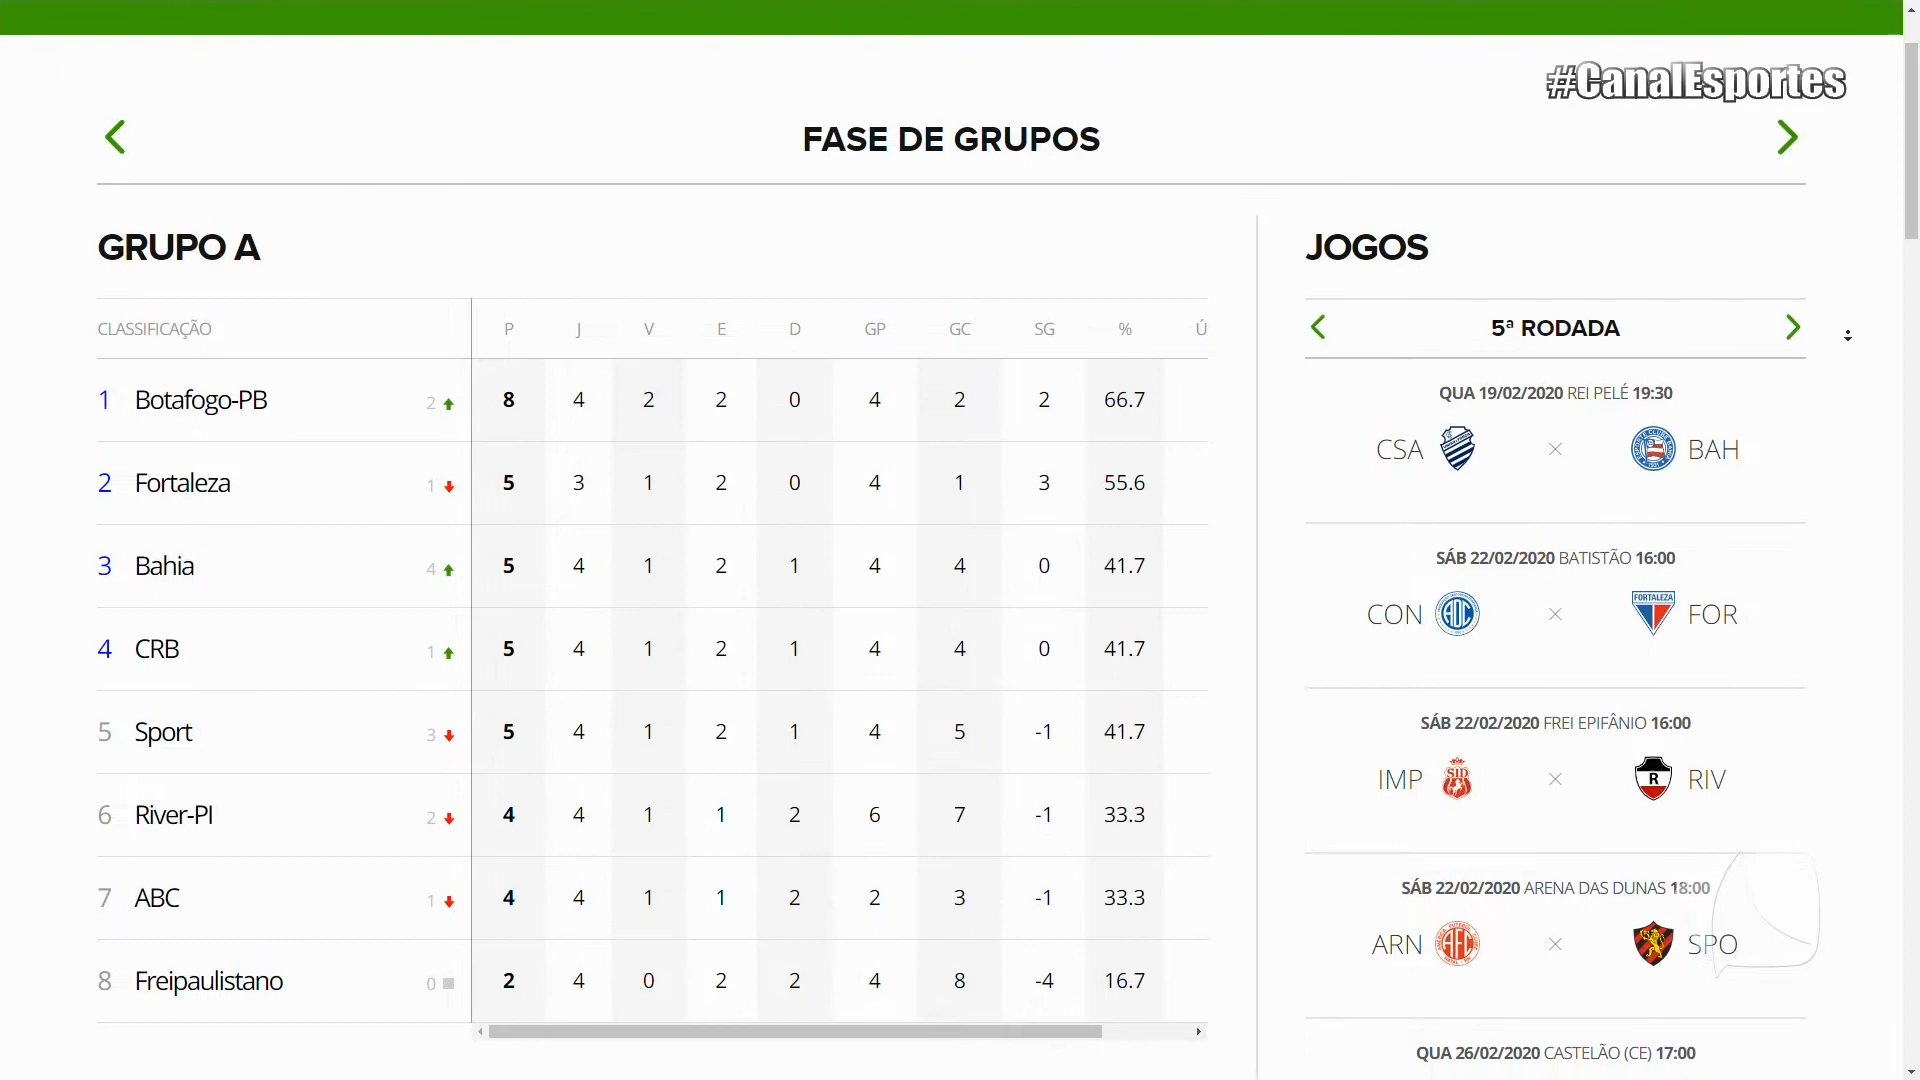 #CanalEsportes
FASE DE GRUPOS
GRUPO A
CLASSIFICAÇÃO P J V E D GP GC SG % Ú
1 Botafogo-PB 2 8 4 2 2 0 4 2 2 66.7
2 Fortaleza 1 5 3 1 2 0 4 1 3 55.6
3 Bahia 4 5 4 1 2 1 4 4 0 41.7
4 CRB 1 5 4 1 2 1 4 4 0 41.7
5 Sport 3 5 4 1 2 1 4 5 -1 41.7
6 River-PI 2 4 4 1 1 2 6 7 -1 33.3
7 ABC 1 4 4 1 1 2 2 3 -1 33.3
8 Freipaulistano 0 2 4 0 2 2 4 8 -4 16.7
JOGOS
5ª RODADA
QUA 19/02/2020 REI PELÉ 19:30
CSA × BAH
SÁB 22/02/2020 BATISTÃO 16:00
CON ADC × FORTALEZA FOR
SÁB 22/02/2020 FREI EPIFÂNIO 16:00
IMP SID × R RIV
SÁB 22/02/2020 ARENA DAS DUNAS 18:00
ARN AFC × SPO
QUA 26/02/2020 CASTELÃO (CE) 17:00